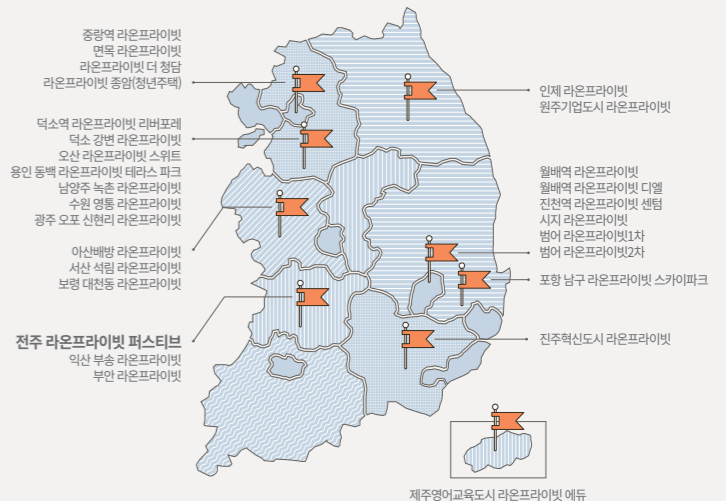 중랑역 라온프라이빗
면목 라온프라이빗
라온프라이빗 더 청담
라온프라이빗 종암(청년주택)
덕소역 라온프라이빗 리버포레
덕소 강변 라온프라이빗
오산 라온프라이빗 스위트
용인 동백 라온프라이빗 테라스 파크
남양주 녹촌 라온프라이빗
수원 영통 라온프라이빗
광주 오포 신현리 라온프라이빗
아산배방 라온프라이빗
서산 석림 라온프라이빗
보령 대천동 라온프라이빗
전주 라온프라이빗 퍼스티브
익산 부송 라온프라이빗
부안 라온프라이빗
인제 라온프라이빗
원주기업도시 라온프라이빗
월배역 라온프라이빗
월배역 라온프라이빗 디엘
진천역 라온프라이빗 센텀
시지 라온프라이빗
범어 라온프라이빗1차
범어 라온프라이빗2차
포항 남구 라온프라이빗 스카이파크
진주혁신도시 라온프라이빗
제주영어교육도시 라온프라이빗 에듀